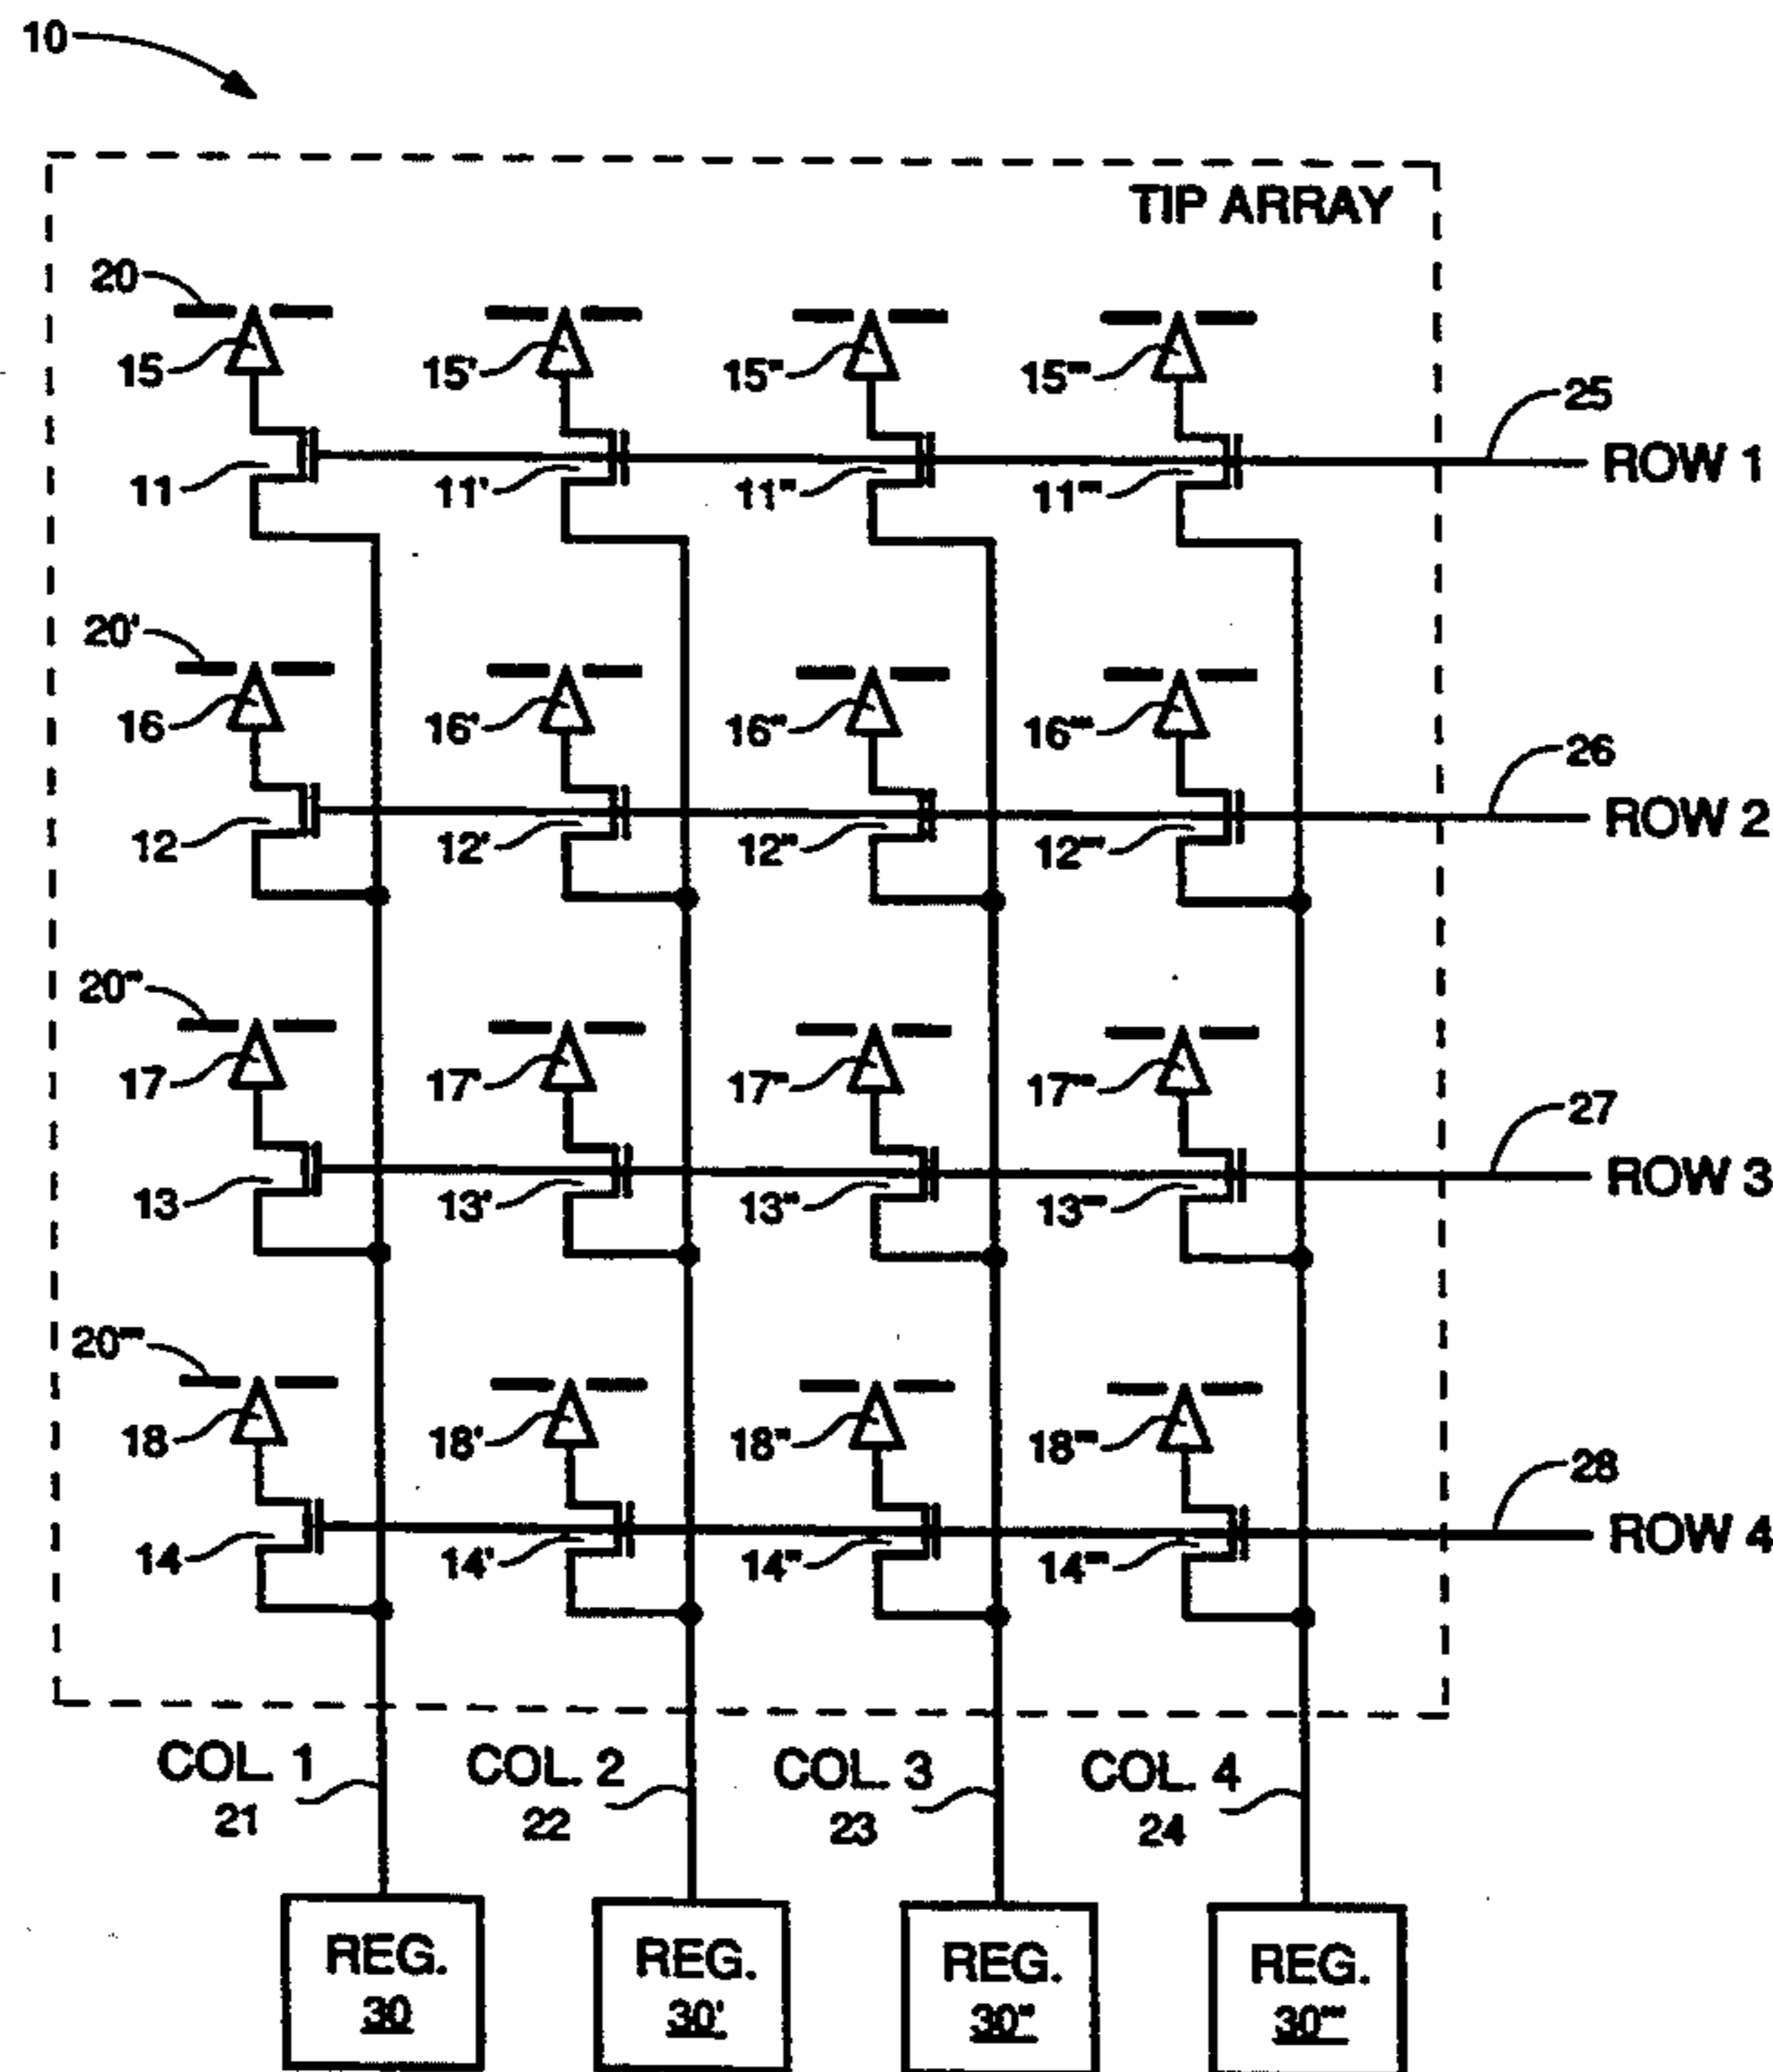 10
TIP ARRAY
20
15 15' 15" 15'"
25
11 11' 11" 11'" ROW 1
20'
16 16' 16" 16'"
26
12 12' 12" 12'" ROW 2
20"
17 17' 17" 17'"
27
13 13' 13" 13'" ROW 3
20'"
18 18' 18" 18'"
28
14 14' 14" 14'" ROW 4
COL. 1 COL. 2 COL. 3 COL. 4
21 22 23 24
REG. REG. REG. REG.
30 30' 30" 30'"